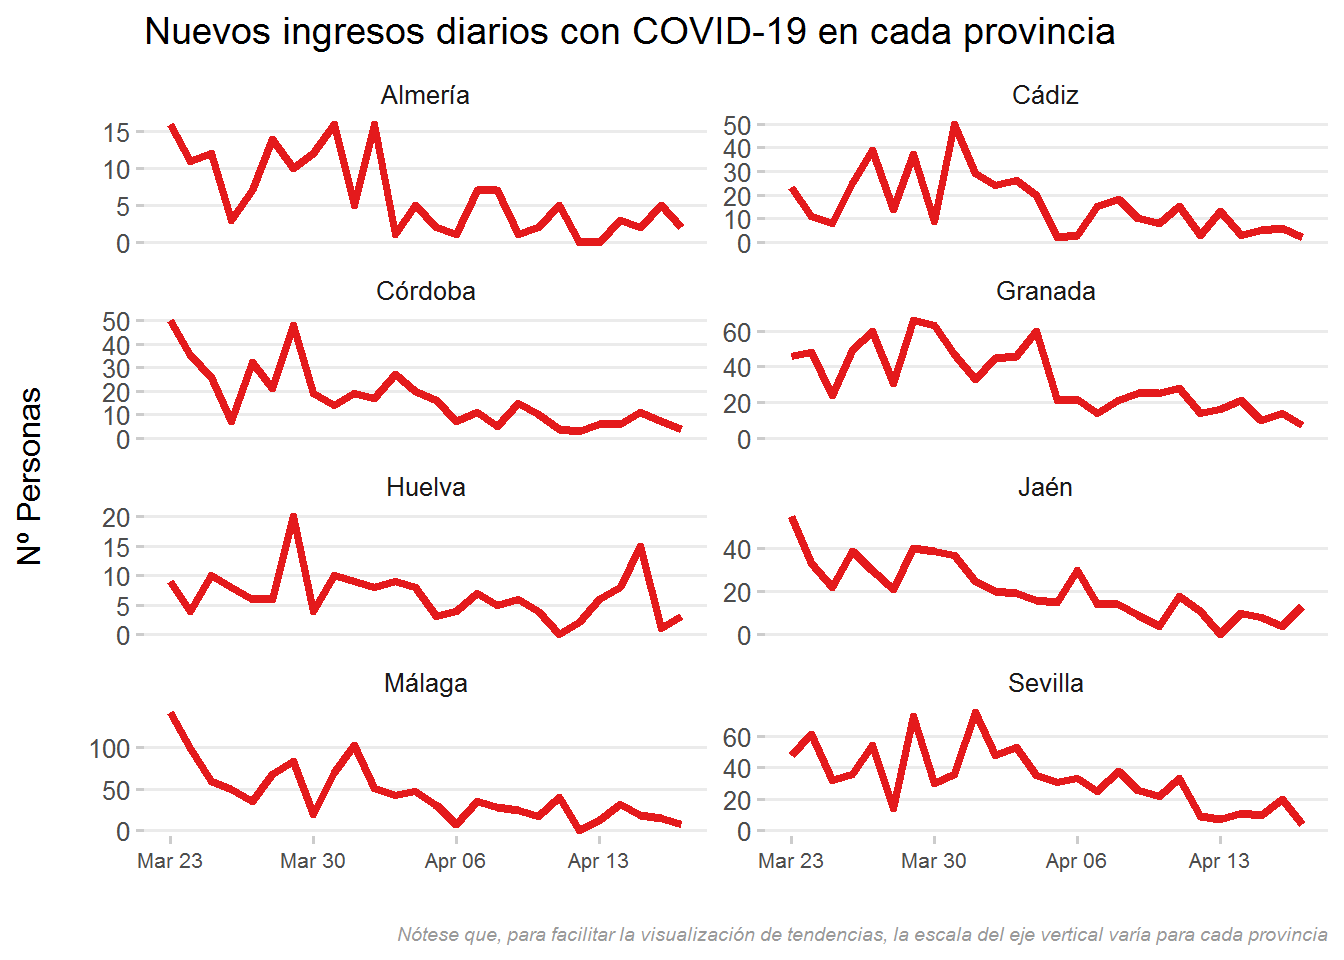 Nuevos ingresos diarios con COVID-19 en cada provincia
Nº Personas
Almería
15
10
5
0
Cádiz
50
40
30
20
10
0
Córdoba
50
40
30
20
10
0
Granada
60
40
20
0
Huelva
20
15
10
5
0
Jaén
40
20
0
Málaga
100
50
0
Mar 23 Mar 30 Apr 06 Apr 13
Sevilla
60
40
20
0
Mar 23 Mar 30 Apr 06 Apr 13
Nótese que, para facilitar la visualización de tendencias, la escala del eje vertical varía para cada provincia